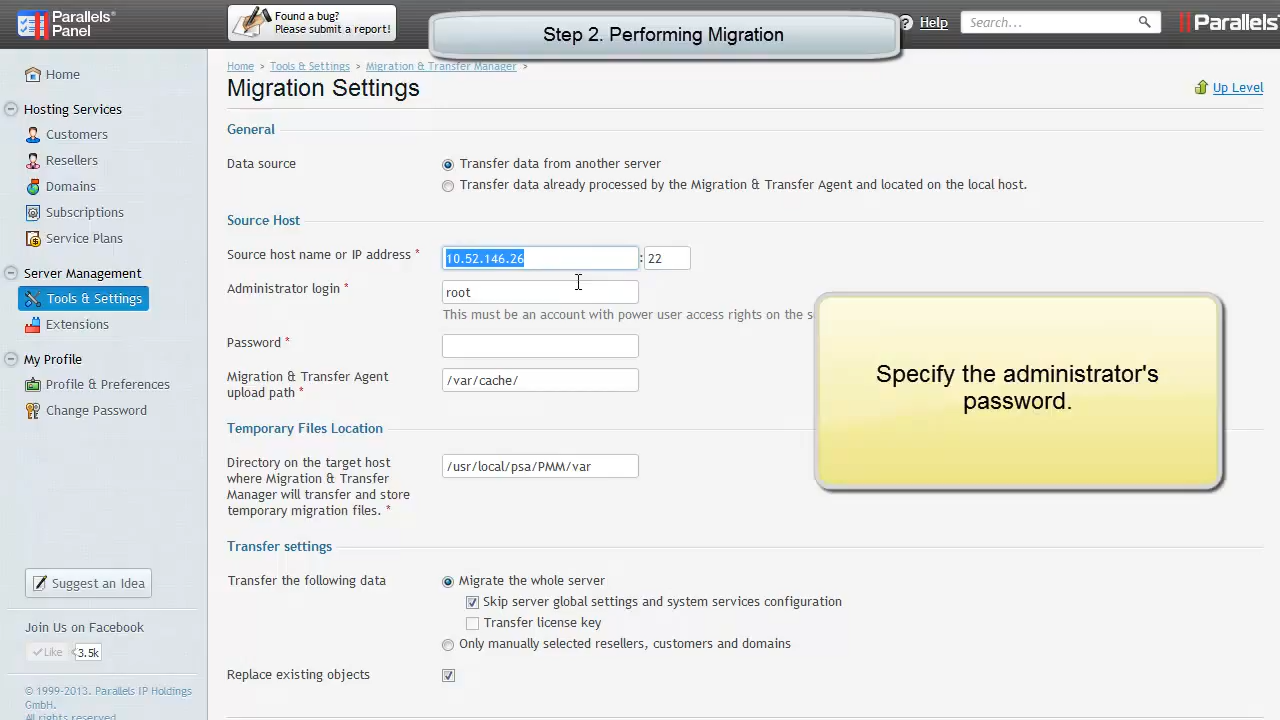 Parallels®
Panel
Found a bug?
Please submit a report!
Step 2. Performing Migration
Help
Search...
Parallels
Home
Hosting Services
Customers
Resellers
Domains
Subscriptions
Service Plans
Server Management
Tools & Settings
Extensions
My Profile
Profile & Preferences
Change Password
Suggest an Idea
Join Us on Facebook
Like 3.5k
© 1999-2013. Parallels IP Holdings
GmbH.
All rights reserved
Home > Tools & Settings > Migration & Transfer Manager >
Migration Settings
Up Level
General
Data source
Transfer data from another server
Transfer data already processed by the Migration & Transfer Agent and located on the local host.
Source Host
Source host name or IP address * 10.52.146.26 : 22
Administrator login * root
This must be an account with power user access rights on the s
Password *
Migration & Transfer Agent
upload path * /var/cache/
Specify the administrator's
password.
Temporary Files Location
Directory on the target host /usr/local/psa/PMM/var
where Migration & Transfer
Manager will transfer and store
temporary migration files. *
Transfer settings
Transfer the following data
Migrate the whole server
Skip server global settings and system services configuration
Transfer license key
Only manually selected resellers, customers and domains
Replace existing objects